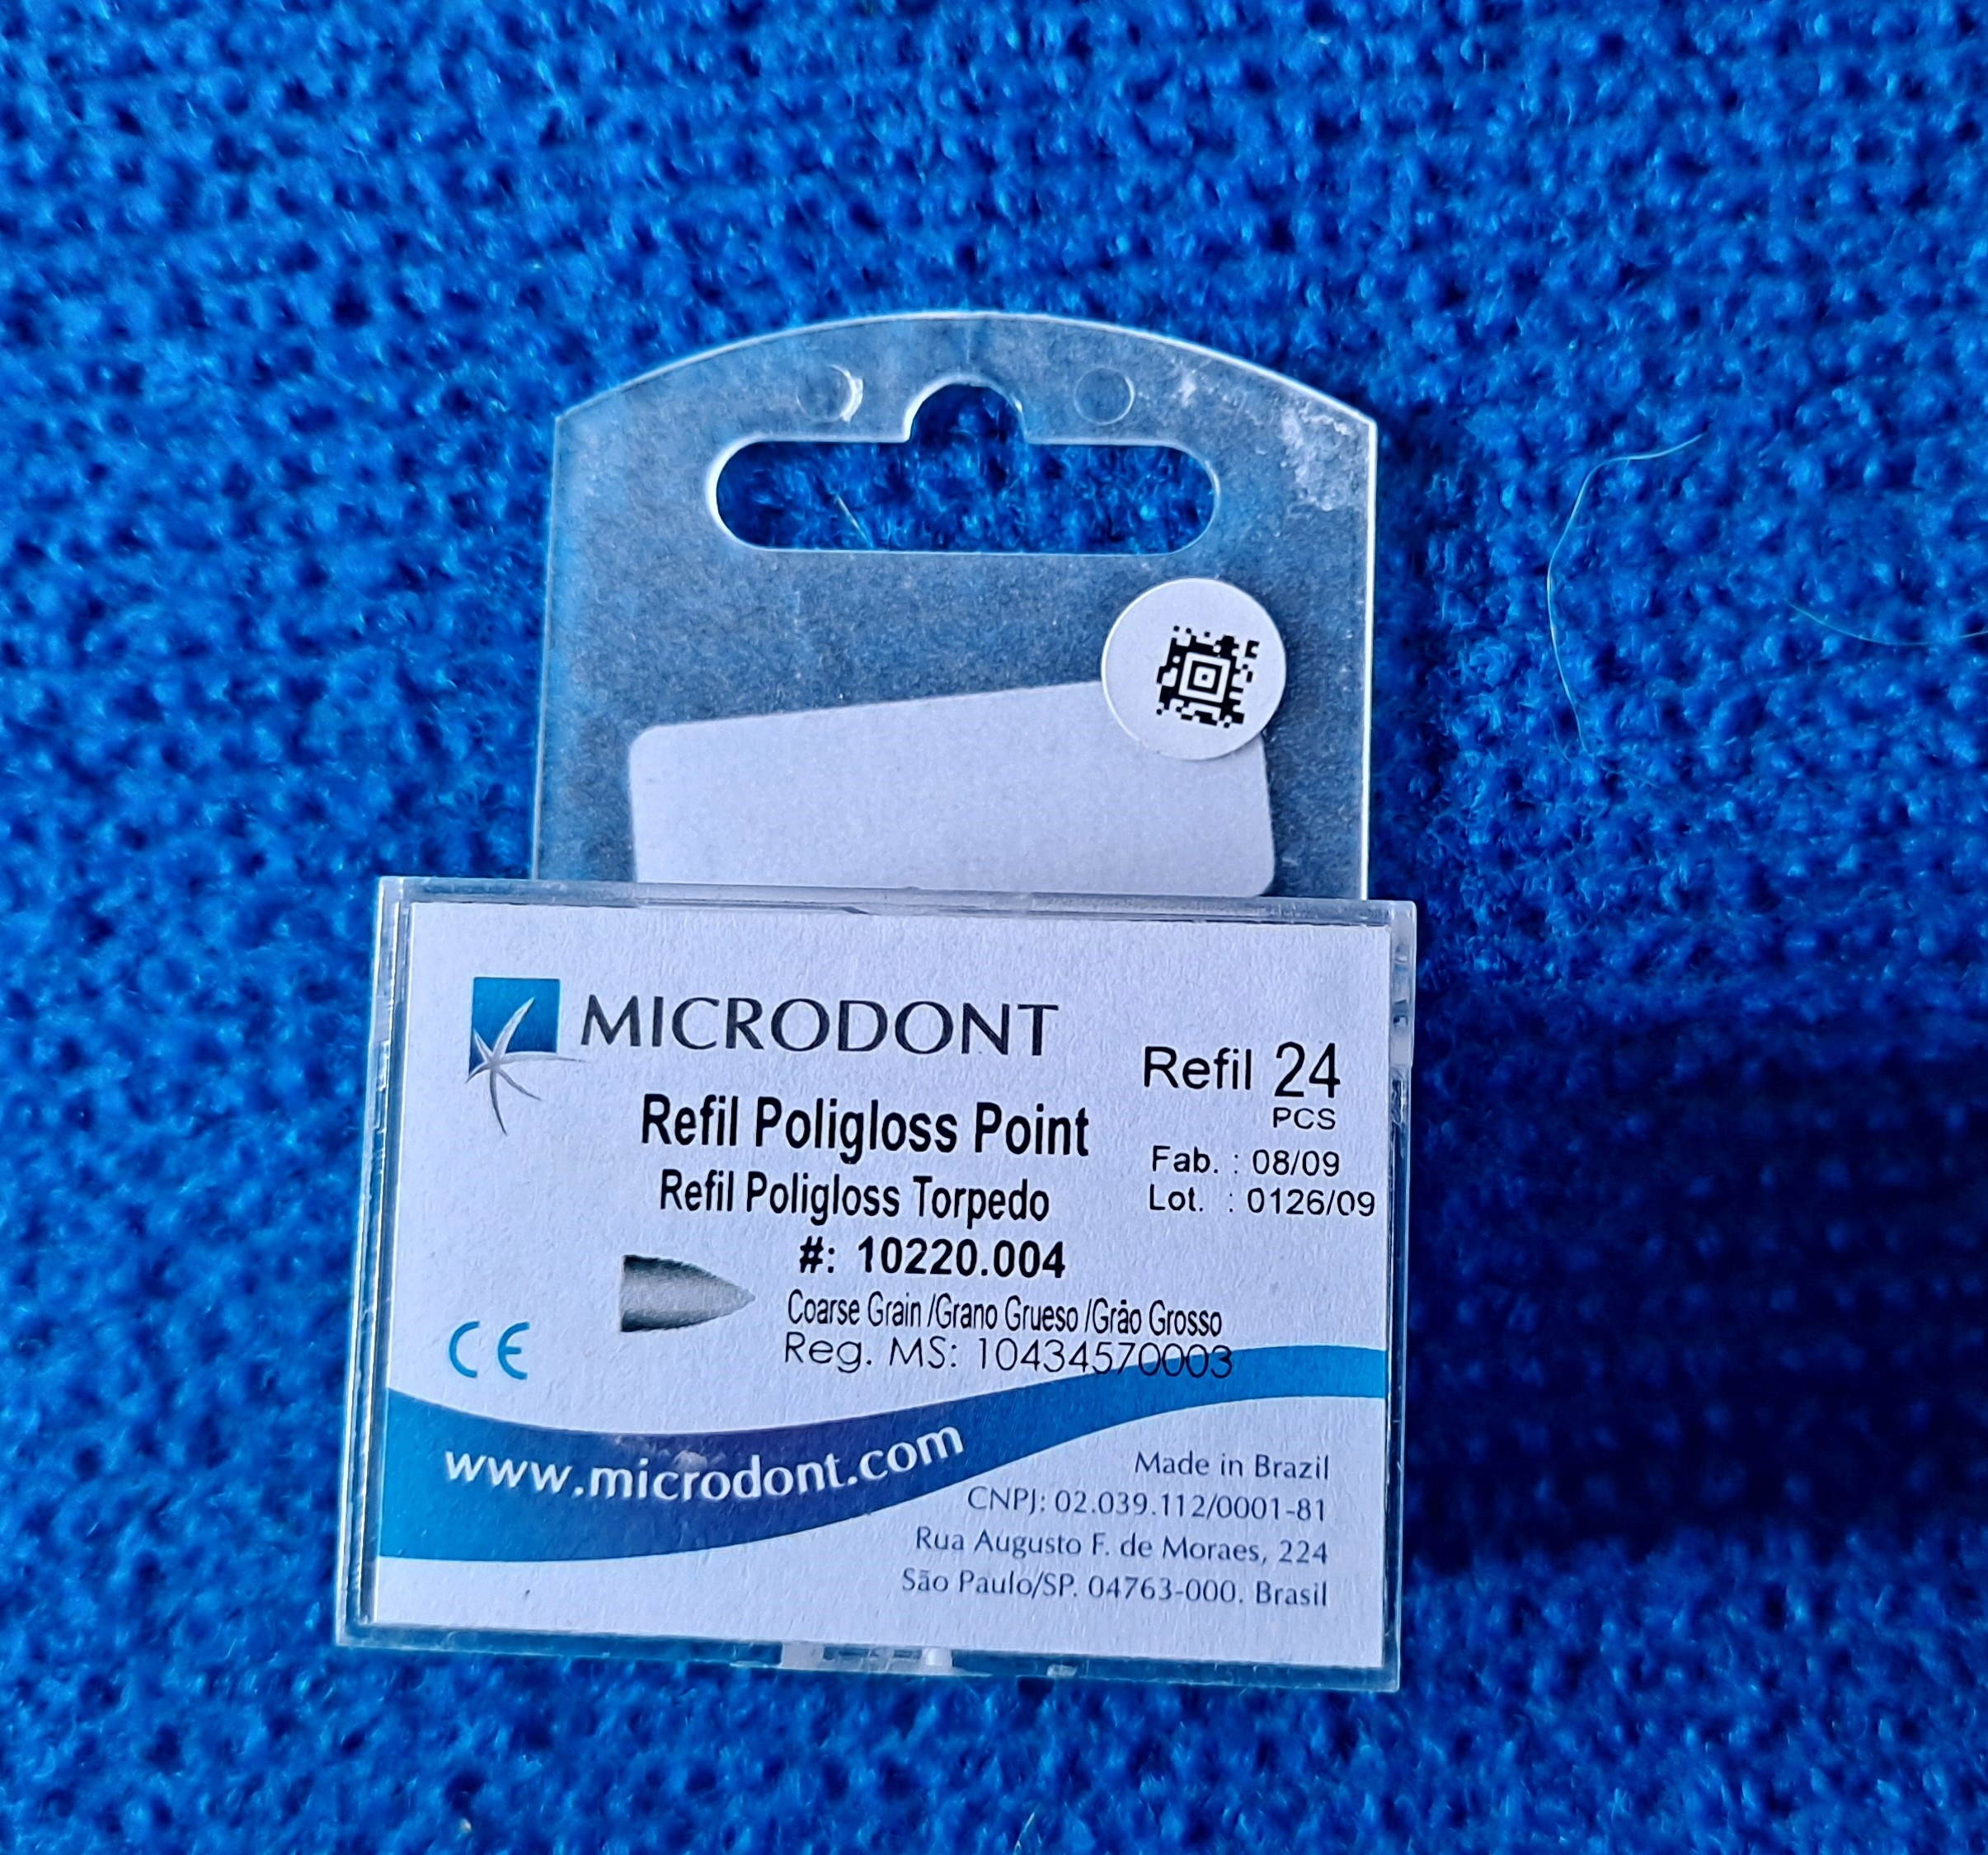 MICRODONT
Refil 24
PCS
Refil Poligloss Point
Fab. : 08/09
Refil Poligloss Torpedo
Lot. : 0126/09
#: 10220.004
Coarse Grain /Grano Grueso /Grão Grosso
Reg. MS: 10434570003
CE
www.microdont.com
Made in Brazil
CNPJ: 02.039.112/0001-81
Rua Augusto F. de Moraes, 224
São Paulo/SP. 04763-000. Brasil